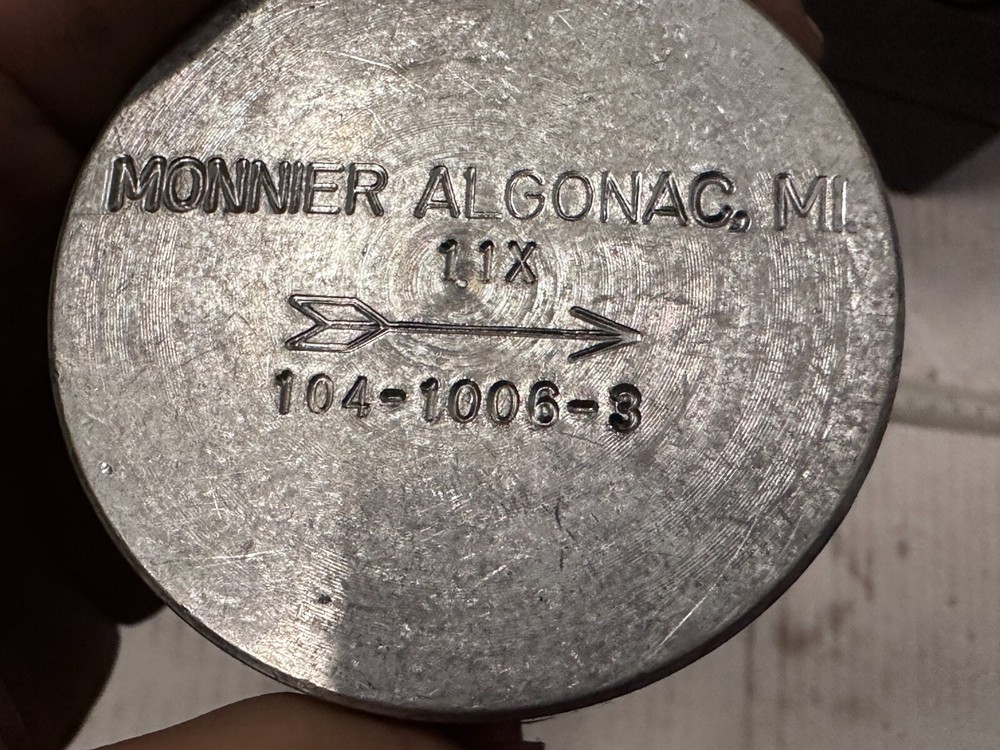 MONNIER ALGONAC, MI.
1.1X
104-1006-3